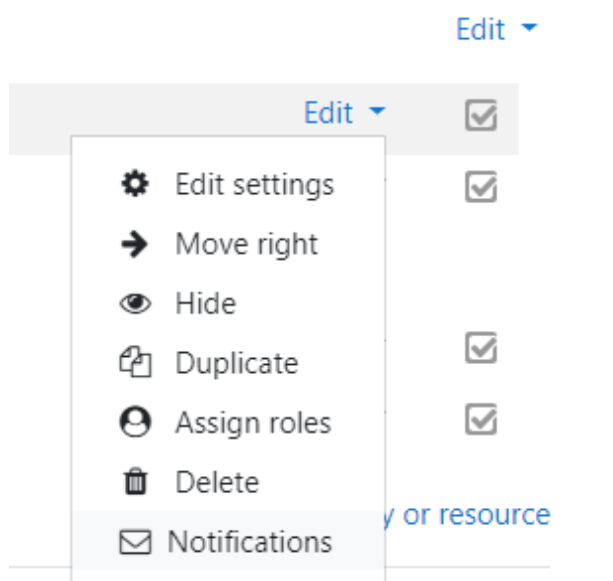 Edit
Edit
Edit settings
Move right
Hide
Duplicate
Assign roles
Delete
y or resource
Notifications